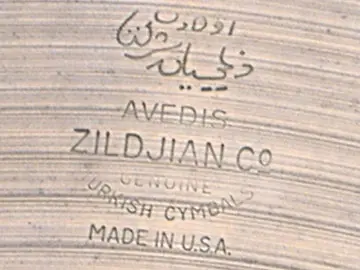 AVEDIS
ZILDJIAN CO
GENUINE
TURKISH CYMBALS
MADE IN U.S.A.